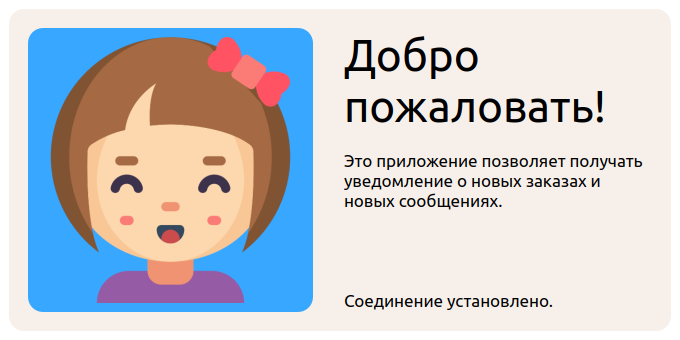 Добро
пожаловать!
Это приложение позволяет получать
уведомление о новых заказах и
новых сообщениях.
Соединение установлено.